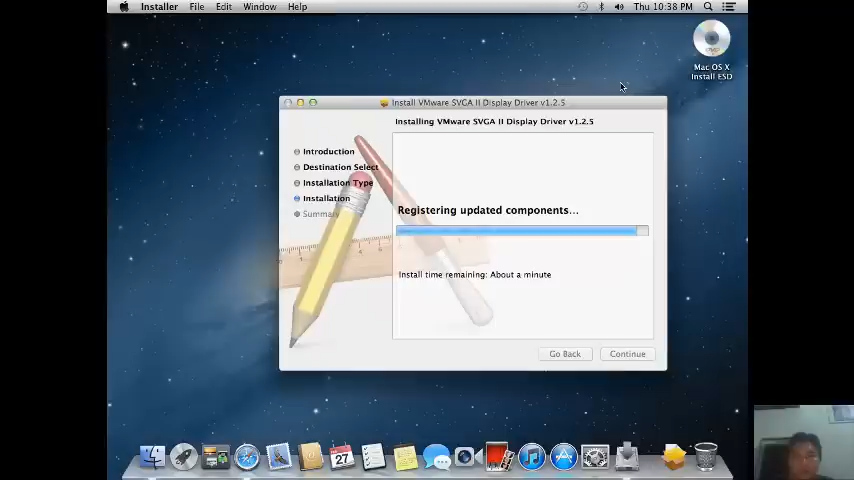 Installer File Edit Window Help Thu 10:38 PM
Mac OS X
Install ESD
Install VMware SVGA II Display Driver v1.2.5
Installing VMware SVGA II Display Driver v1.2.5
Introduction
Destination Select
Installation Type
Installation
Summary
Registering updated components...
Install time remaining: About a minute
Go Back Continue
27